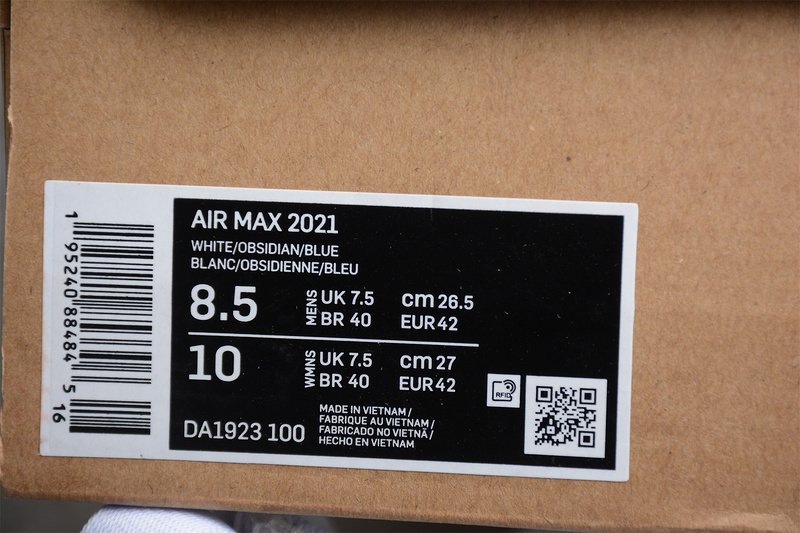 AIR MAX 2021
WHITE/OBSIDIAN/BLUE
BLANC/OBSIDIENNE/BLEU
8.5
MENS
UK 7.5 cm 26.5
BR 40 EUR 42
10
WMNS
UK 7.5 cm 27
BR 40 EUR 42
RFID
DA1923 100
MADE IN VIETNAM /
FABRIQUE AU VIETNAM /
FABRICADO NO VIETNÃ /
HECHO EN VIETNAM
1 95240 88484 5 16